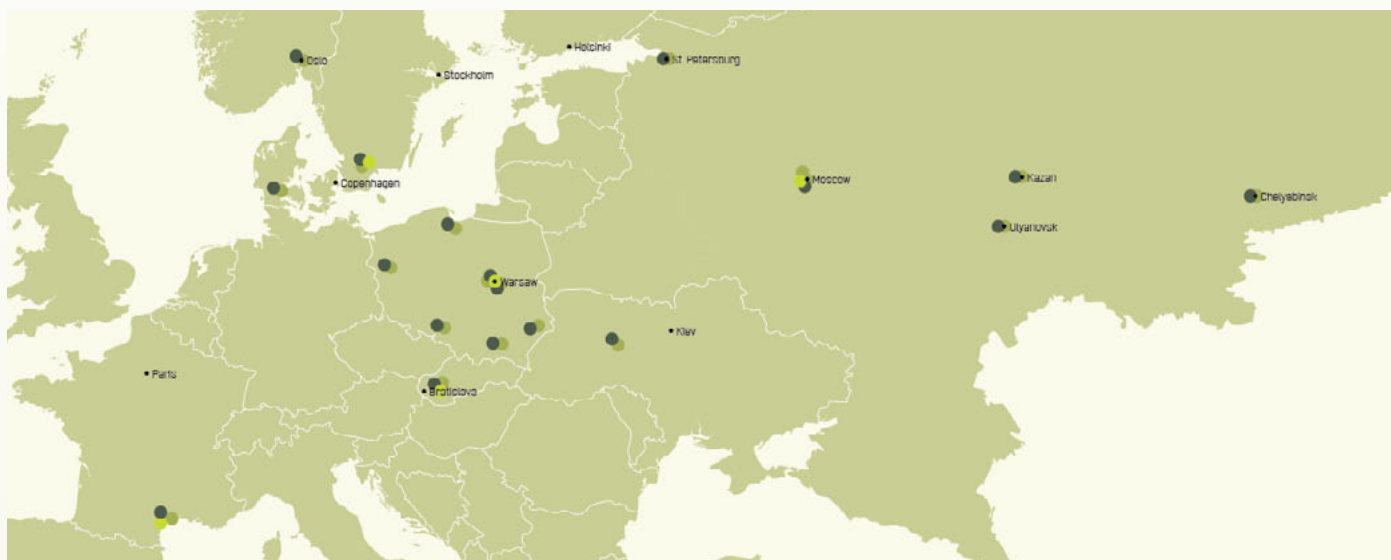 Helsinki
Oslo
St. Petersburg
Stockholm
Kazan
Moscow
Copenhagen
Chelyabinsk
Ulyanovsk
Warsaw
Kiev
Paris
Bratislava